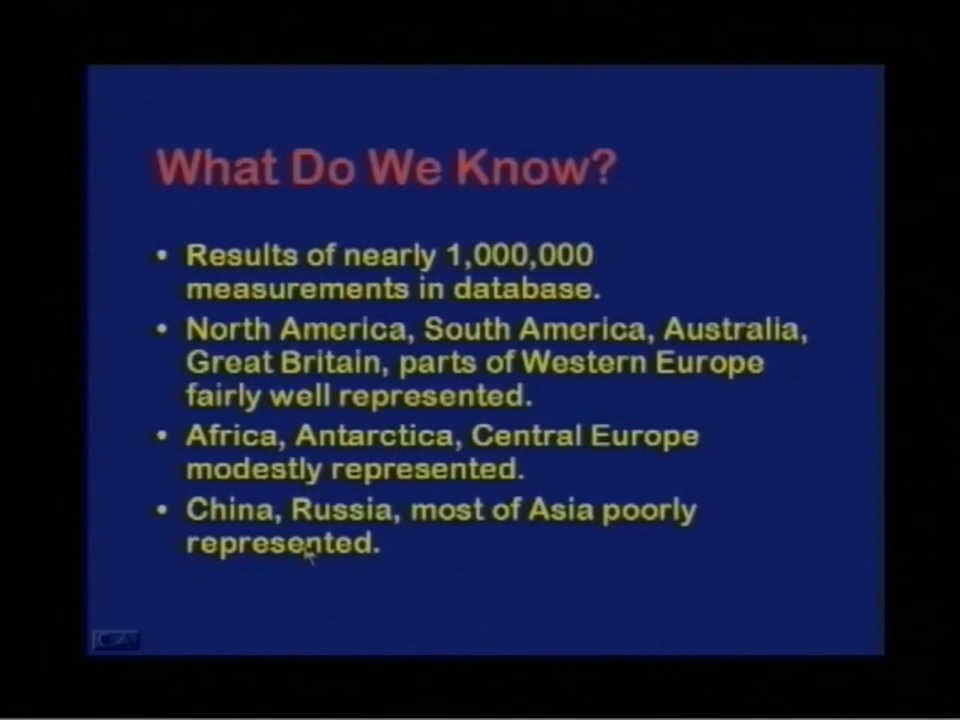 What Do We Know?
• Results of nearly 1,000,000
measurements in database.
• North America, South America, Australia,
Great Britain, parts of Western Europe
fairly well represented.
• Africa, Antarctica, Central Europe
modestly represented.
• China, Russia, most of Asia poorly
represented.